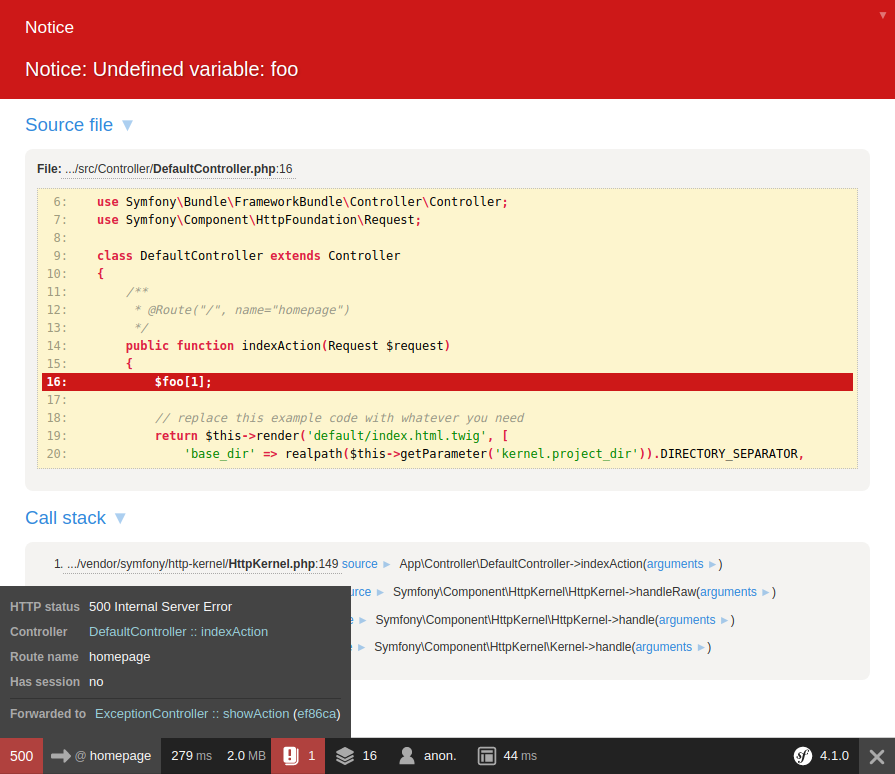 Notice
Notice: Undefined variable: foo
Source file
File: .../src/Controller/DefaultController.php:16
6: use Symfony\Bundle\FrameworkBundle\Controller\Controller;
7: use Symfony\Component\HttpFoundation\Request;
8:
9: class DefaultController extends Controller
10: {
11: /**
12: * @Route("/", name="homepage")
13: */
14: public function indexAction(Request $request)
15: {
16: $foo[1];
17:
18: // replace this example code with whatever you need
19: return $this->render('default/index.html.twig', [
20: 'base_dir' => realpath($this->getParameter('kernel.project_dir')).DIRECTORY_SEPARATOR,
Call stack
1. .../vendor/symfony/http-kernel/HttpKernel.php:149 source App\Controller\DefaultController->indexAction(arguments )
Symfony\Component\HttpKernel\HttpKernel->handleRaw(arguments )
Symfony\Component\HttpKernel\HttpKernel->handle(arguments )
Symfony\Component\HttpKernel\Kernel->handle(arguments )
HTTP status 500 Internal Server Error
Controller DefaultController :: indexAction
Route name homepage
Has session no
Forwarded to ExceptionController :: showAction (ef86ca)
500 @ homepage 279 ms 2.0 MB 1 16 anon. 44 ms sf 4.1.0